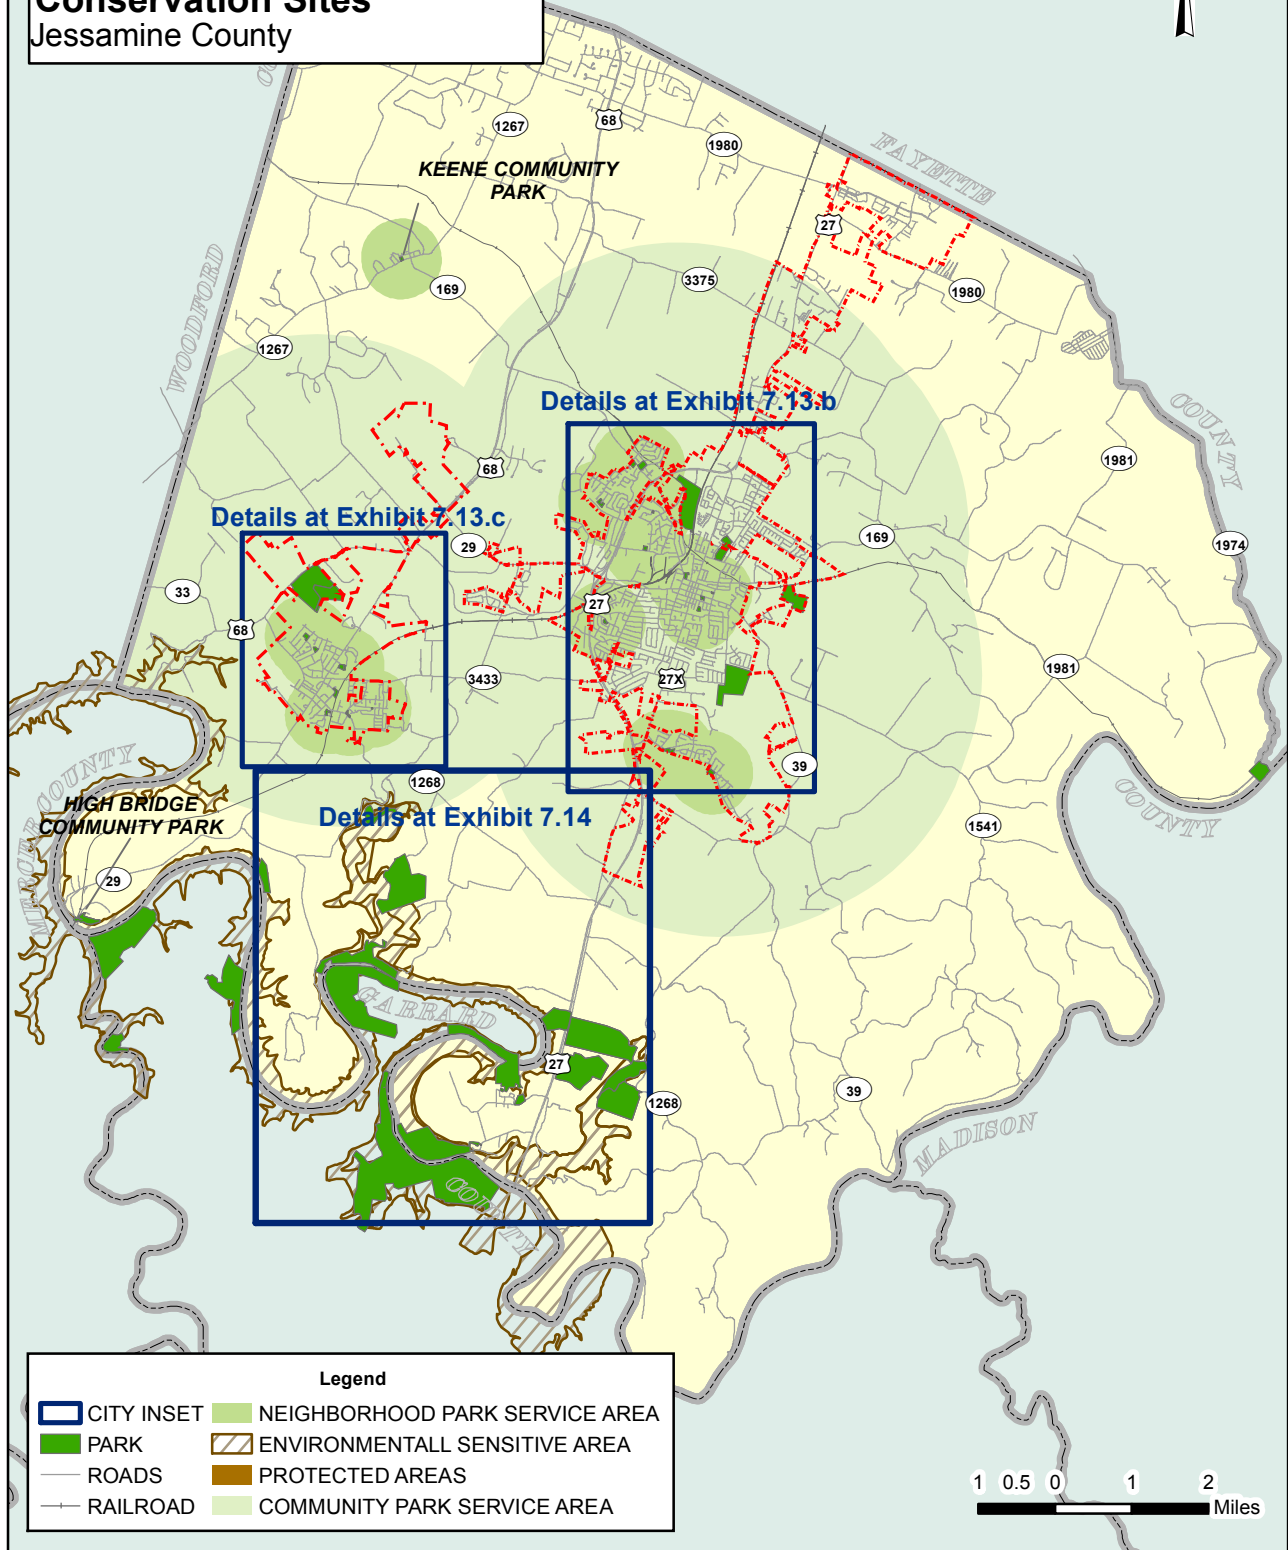 Conservation Sites
Jessamine County
1267
68
1980
FAYETTE
KEENE COMMUNITY
PARK
27
WOODFORD
169
3375
1980
1267
COUNTY
Details at Exhibit 7.13.b
1981
68
Details at Exhibit 7.13.c
29
169
1974
33
27
68
3433
27X
1981
39
MERCER COUNTY
1268
COUNTY
HIGH BRIDGE
COMMUNITY PARK
Details at Exhibit 7.14
1541
29
GARRARD
27
1268
39
MADISON
COUNTY
Legend
CITY INSET
NEIGHBORHOOD PARK SERVICE AREA
PARK
ENVIRONMENTALL SENSITIVE AREA
ROADS
PROTECTED AREAS
RAILROAD
COMMUNITY PARK SERVICE AREA
1 0.5 0 1 2
Miles